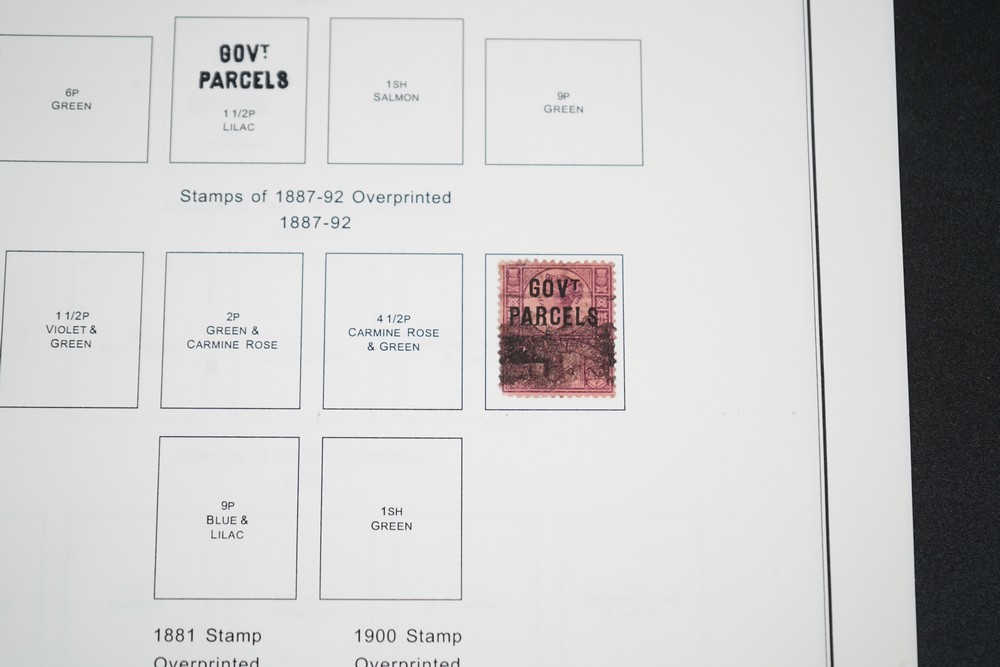 6P
GREEN
GOVT
PARCELS
1 1/2P
LILAC
1SH
SALMON
9P
GREEN
Stamps of 1887-92 Overprinted
1887-92
1 1/2P
VIOLET &
GREEN
2P
GREEN &
CARMINE ROSE
4 1/2P
CARMINE ROSE
& GREEN
GOVT
PARCELS
9P
BLUE &
LILAC
1SH
GREEN
1881 Stamp
Overprinted
1900 Stamp
Overprinted